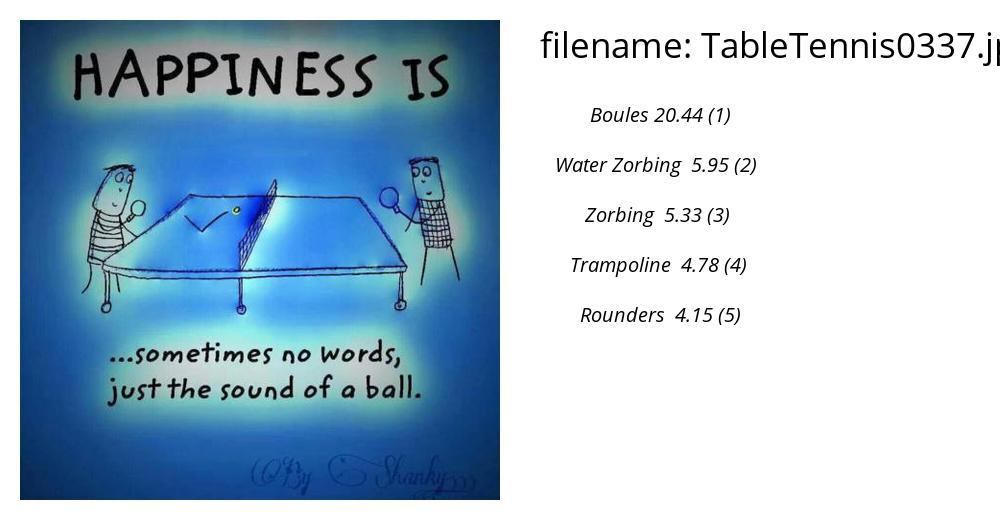 HAPPINESS IS
...sometimes no words,
just the sound of a ball.
By Shanky
filename: TableTennis0337.j
Boules 20.44 (1)
Water Zorbing 5.95 (2)
Zorbing 5.33 (3)
Trampoline 4.78 (4)
Rounders 4.15 (5)